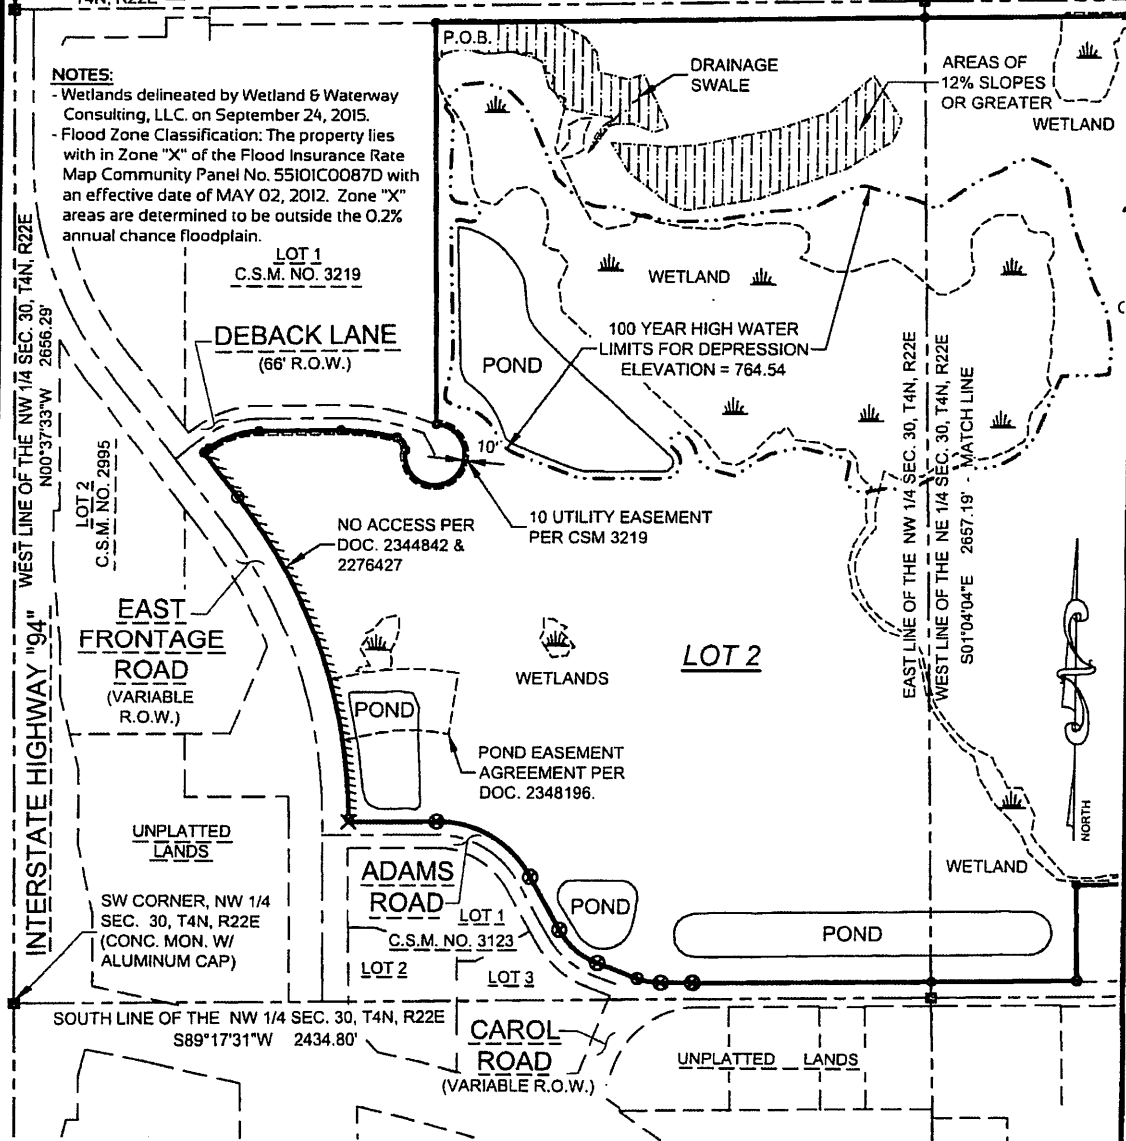 T4N, R22E
P.O.B.
NOTES:
- Wetlands delineated by Wetland & Waterway
Consulting, LLC. on September 24, 2015.
- Flood Zone Classification: The property lies
with in Zone "X" of the Flood Insurance Rate
Map Community Panel No. 55101C0087D with
an effective date of MAY 02, 2012. Zone "X"
areas are determined to be outside the 0.2%
annual chance floodplain.
DRAINAGE
SWALE
AREAS OF
12% SLOPES
OR GREATER
WETLAND
LOT 1
C.S.M. NO. 3219
WETLAND
DEBACK LANE
(66' R.O.W.)
100 YEAR HIGH WATER
LIMITS FOR DEPRESSION
ELEVATION = 764.54
POND
WEST LINE OF THE NW 1/4 SEC. 30, T4N, R22E
N00°37'33"W 2656.29'
LOT 2
C.S.M. NO. 2995
10'
10 UTILITY EASEMENT
PER CSM 3219
NO ACCESS PER
DOC. 2344842 &
2276427
EAST LINE OF THE NW 1/4 SEC. 30, T4N, R22E
WEST LINE OF THE NE 1/4 SEC. 30, T4N, R22E
S01°04'04"E 2657.19' - MATCH LINE
EAST
FRONTAGE
ROAD
(VARIABLE
R.O.W.)
INTERSTATE HIGHWAY "94"
WETLANDS
LOT 2
POND
POND EASEMENT
AGREEMENT PER
DOC. 2348196.
NORTH
UNPLATTED
LANDS
WETLAND
ADAMS
ROAD
SW CORNER, NW 1/4
SEC. 30, T4N, R22E
(CONC. MON. W/
ALUMINUM CAP)
POND
LOT 1
C.S.M. NO. 3123
POND
LOT 2
LOT 3
SOUTH LINE OF THE NW 1/4 SEC. 30, T4N, R22E
S89°17'31"W 2434.80'
CAROL
ROAD
(VARIABLE R.O.W.)
UNPLATTED LANDS